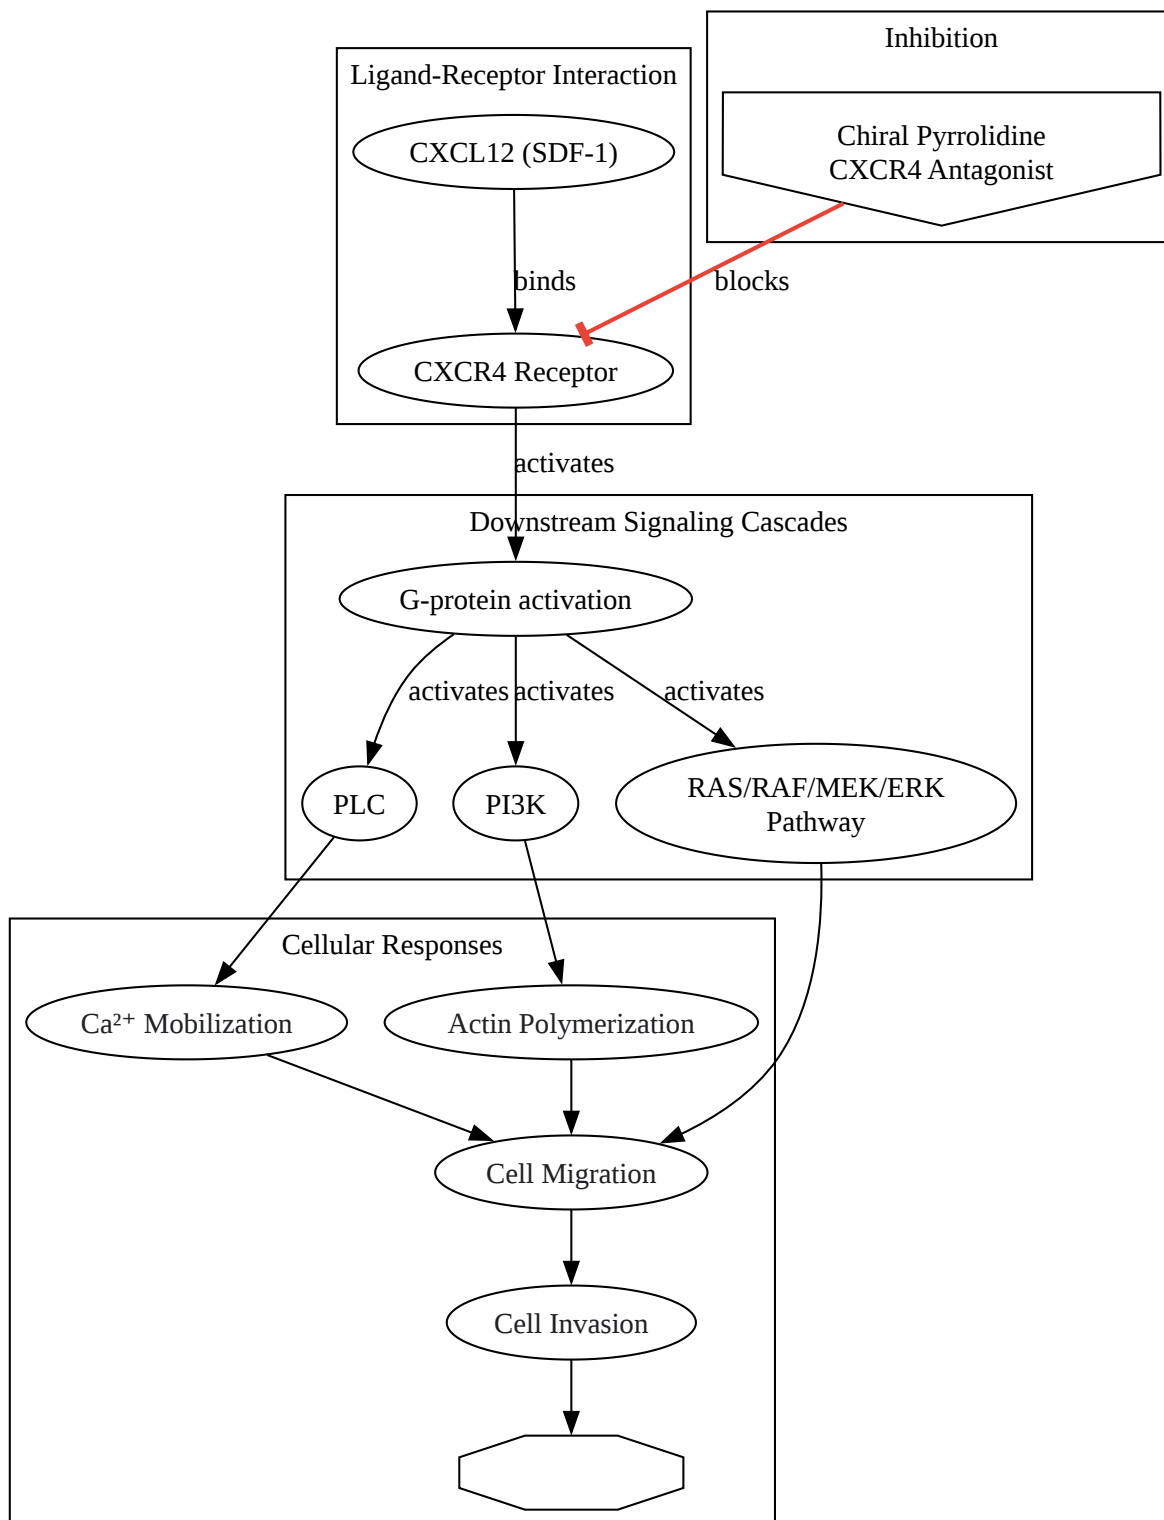 Inhibition
Ligand-Receptor Interaction
Chiral Pyrrolidine
CXCR4 Antagonist
CXCL12 (SDF-1)
binds
blocks
CXCR4 Receptor
activates
Downstream Signaling Cascades
G-protein activation
activates
activates
activates
PLC
PI3K
RAS/RAF/MEK/ERK
Pathway
Cellular Responses
Ca²⁺ Mobilization
Actin Polymerization
Cell Migration
Cell Invasion